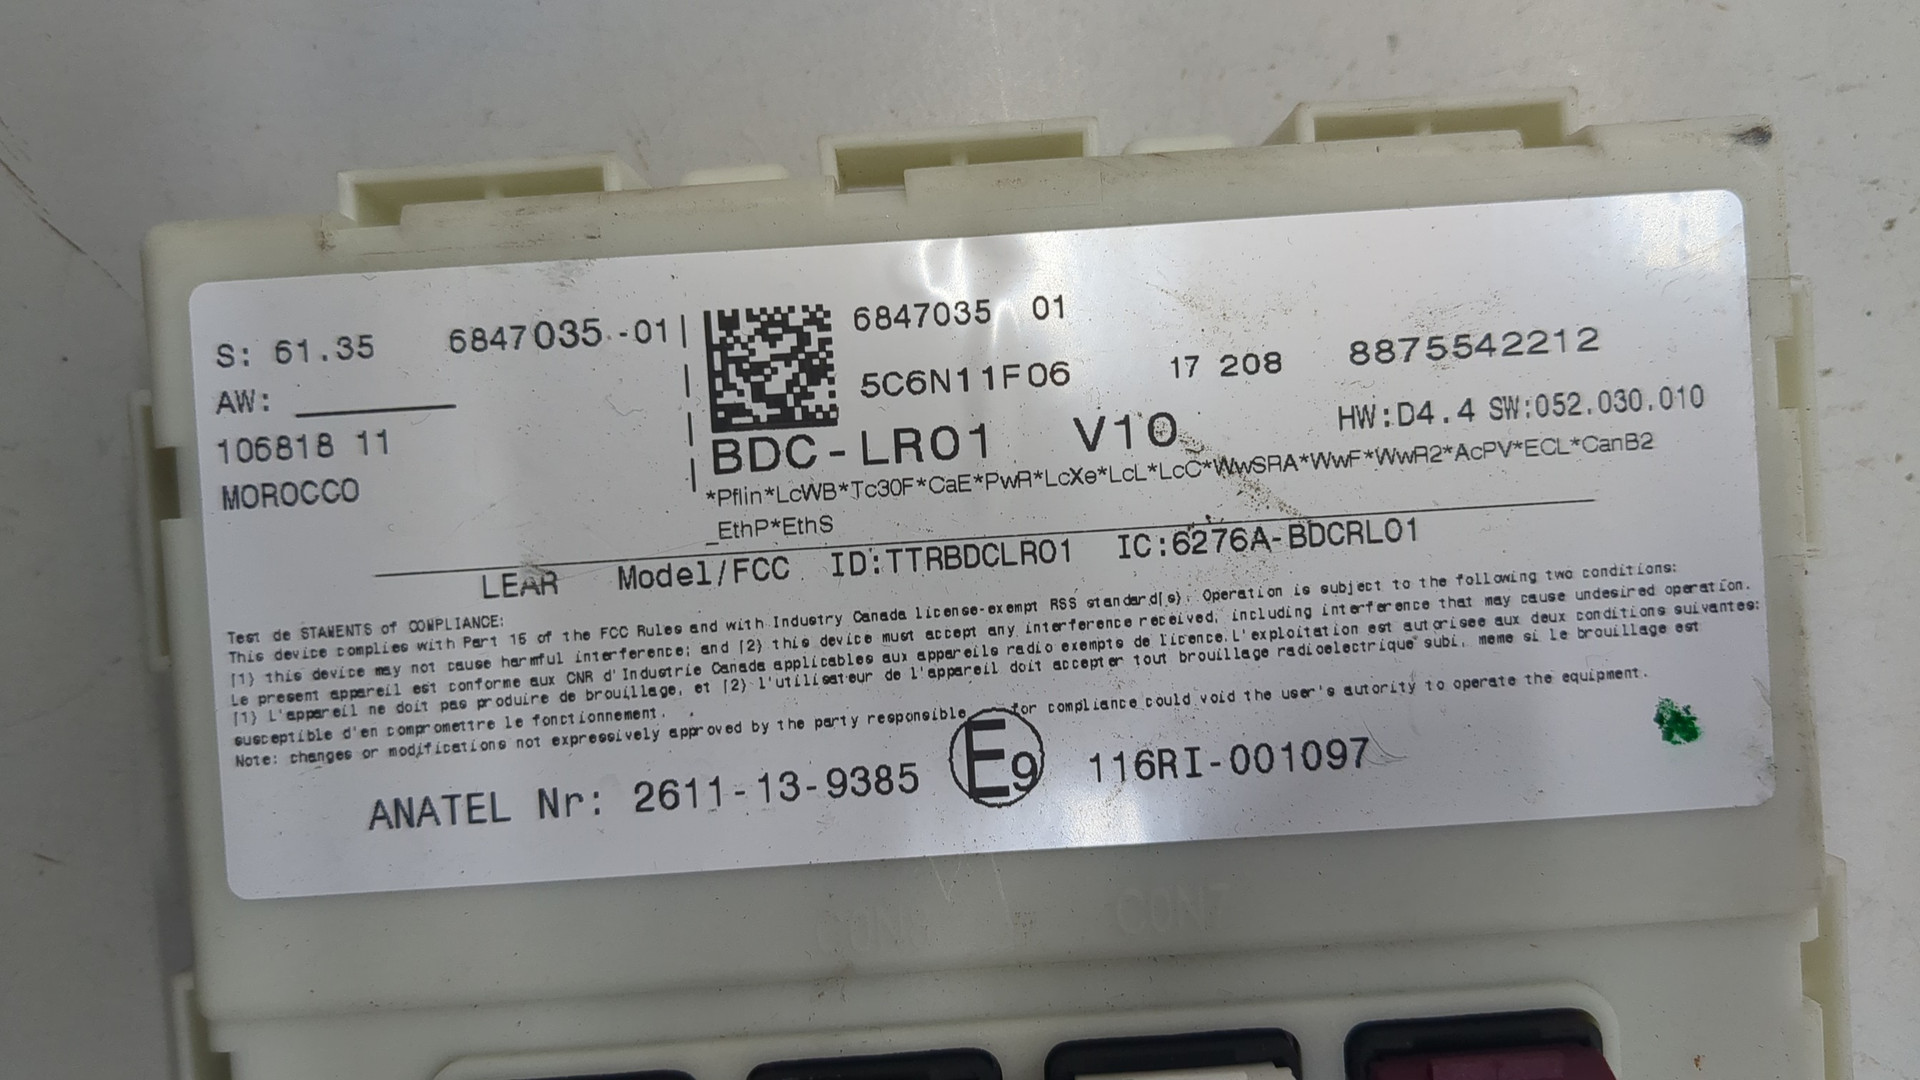 S: 61.35 6847035.-01
AW:
106818 11
MOROCCO
6847035 01
5C6N11F06 17 208 8875542212
BDC-LR01 V10 HW:D4.4 SW:052.030.010
*Pflin*LcWB*Tc30F*CaE*PwR*LcXe*LcL*LcC*WwSRA*WwF*WwR2*AcPV*ECL*CanB2
_EthP*EthS
LEAR Model/FCC ID:TTRBDCLR01 IC:6276A-BDCRL01
Test de STAMENTS of COMPLIANCE:
This device complies with Part 15 of the FCC Rules and with Industry Canada license-exempt RSS standard(s). Operation is subject to the following two conditions:
(1) this device may not cause harmful interference; and (2) this device must accept any interference received, including interference that may cause undesired operation.
Le present appareil est conforme aux CNR d'Industrie Canada applicables aux appareils radio exempts de licence.L'exploitation est autorisee aux deux conditions suivantes:
(1) L'appareil ne doit pas produire de brouillage, et (2) l'utilisateur de l'appareil doit accepter tout brouillage radioelectrique subi, meme si le brouillage est
susceptible d'en compromettre le fonctionnement.
Note: changes or modifications not expressively approved by the party responsible for compliance could void the user's autority to operate the equipment.
ANATEL Nr: 2611-13-9385 E9 116RI-001097
CON7